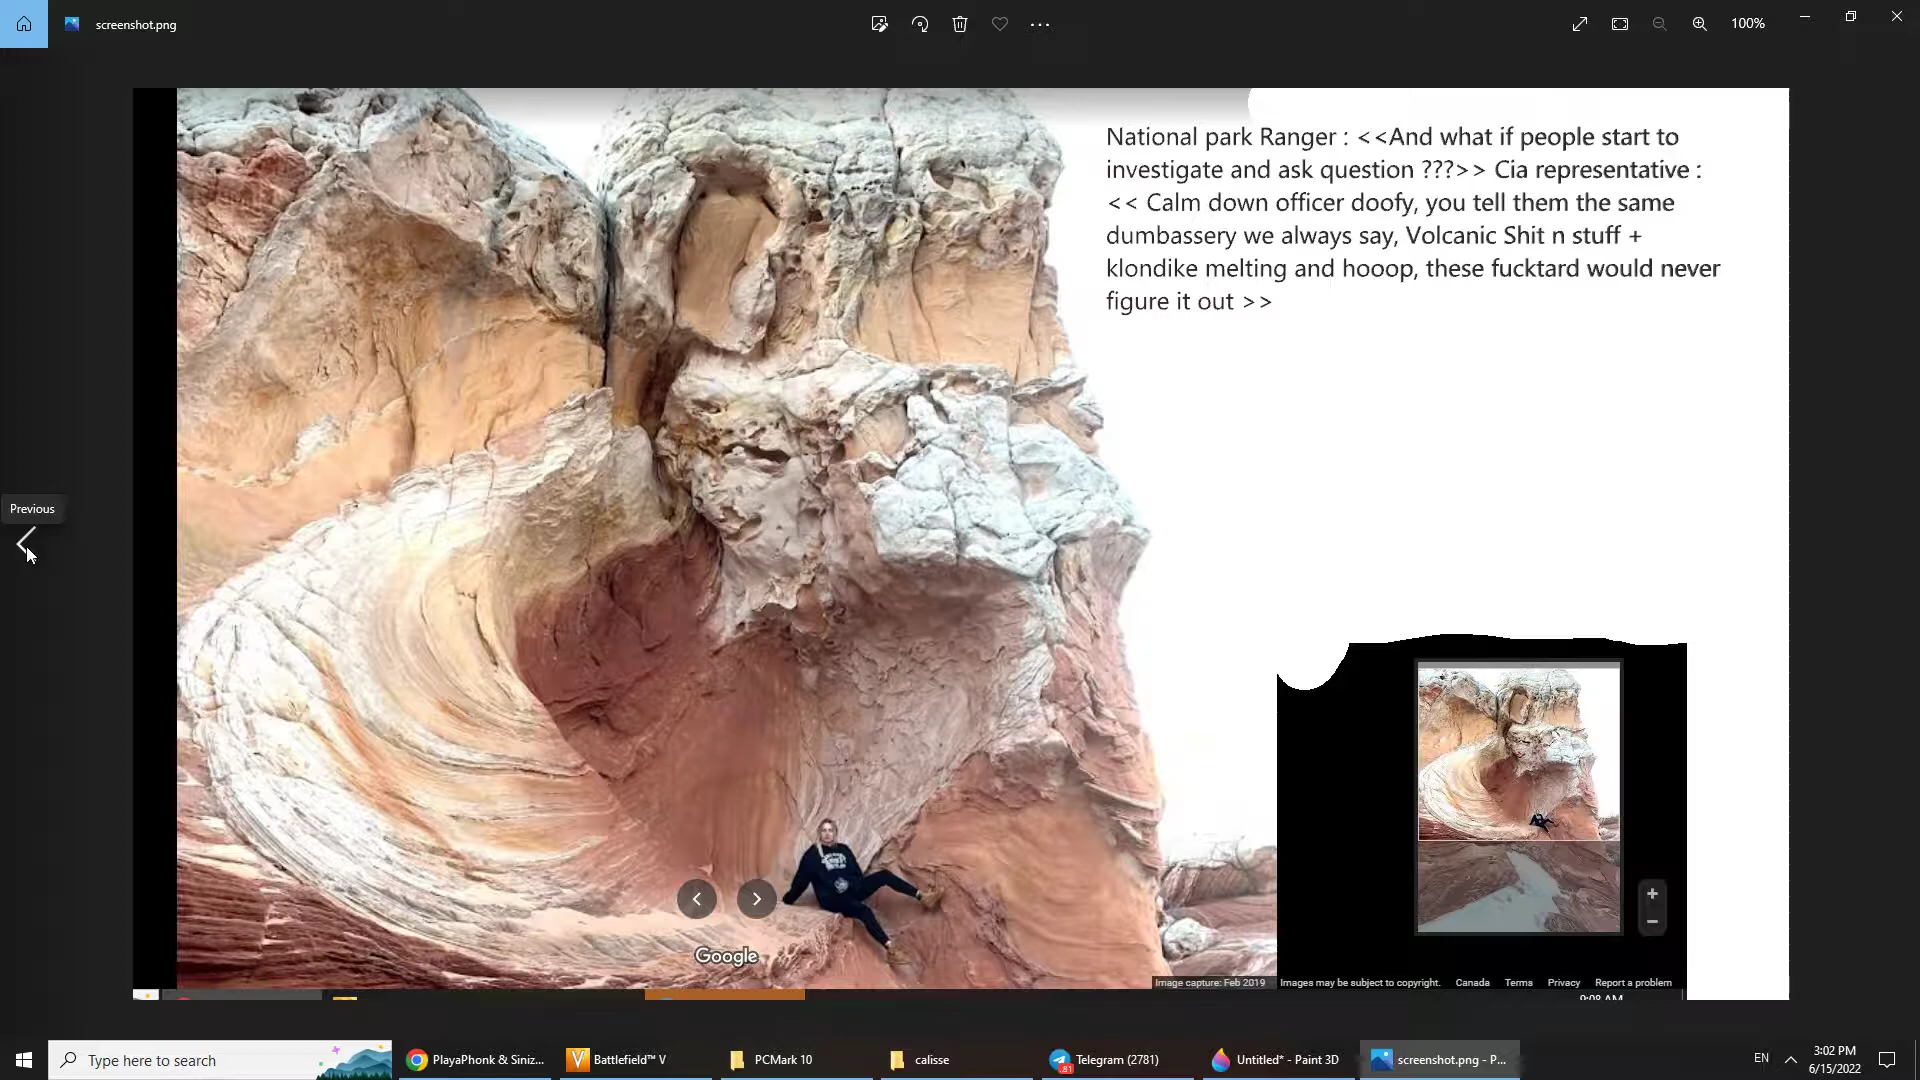 screenshot.png
100%
National park Ranger : <<And what if people start to
investigate and ask question ???>> Cia representative :
<< Calm down officer doofy, you tell them the same
dumbassery we always say, Volcanic Shit n stuff +
klondike melting and hooop, these fucktard would never
figure it out >>
Previous
Google
Image capture: Feb 2019 Images may be subject to copyright. Canada Terms Privacy Report a problem
9:08 AM
Type here to search
PlayaPhonk & Siniz...
Battlefield™ V
PCMark 10
calisse
Telegram (2781)
81
Untitled* - Paint 3D
screenshot.png - P...
EN
3:02 PM
6/15/2022